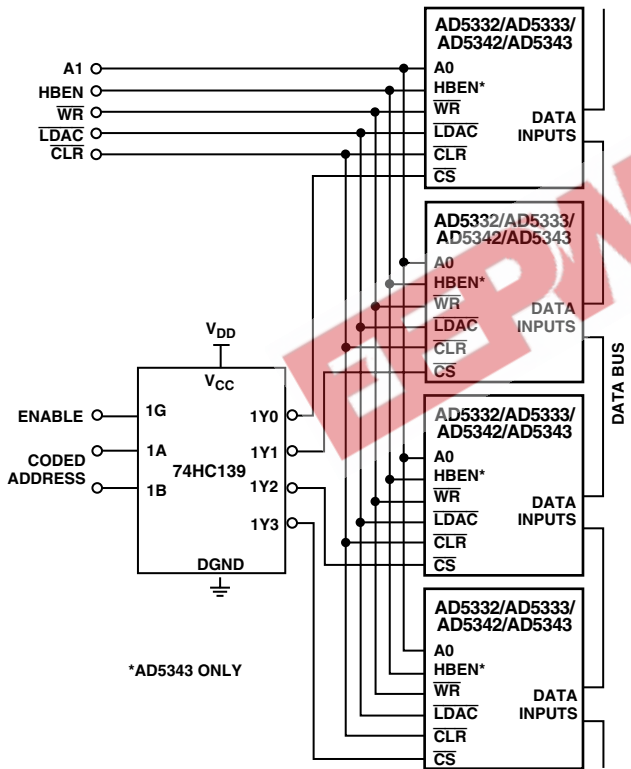 AD5332/AD5333/
AD5342/AD5343
A1
HBEN
WR
LDAC
CLR
A0
HBEN*
WR
LDAC
CLR
CS
DATA
INPUTS
AD5332/AD5333/
AD5342/AD5343
A0
HBEN*
WR
LDAC
CLR
CS
DATA
INPUTS
VDD
VCC
ENABLE
CODED
ADDRESS
1G
1A
1B
74HC139
1Y0
1Y1
1Y2
1Y3
DGND
DATA BUS
AD5332/AD5333/
AD5342/AD5343
A0
HBEN*
WR
LDAC
CLR
CS
DATA
INPUTS
AD5332/AD5333/
AD5342/AD5343
A0
HBEN*
WR
LDAC
CLR
CS
DATA
INPUTS
*AD5343 ONLY